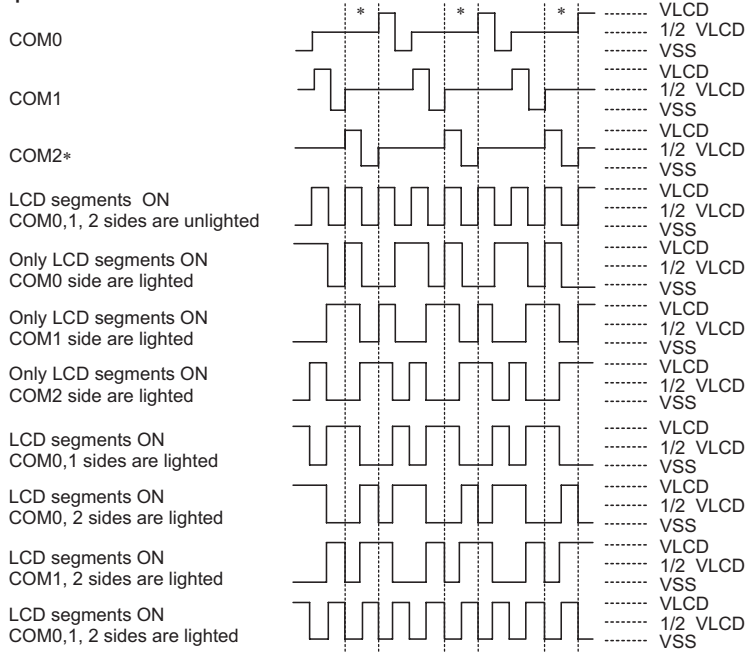 * * * VLCD
COM0 1/2 VLCD
VSS
VLCD
COM1 1/2 VLCD
VSS
VLCD
COM2* 1/2 VLCD
VSS
LCD segments ON VLCD
COM0,1, 2 sides are unlighted 1/2 VLCD
VSS
Only LCD segments ON VLCD
COM0 side are lighted 1/2 VLCD
VSS
Only LCD segments ON VLCD
COM1 side are lighted 1/2 VLCD
VSS
Only LCD segments ON VLCD
COM2 side are lighted 1/2 VLCD
VSS
LCD segments ON VLCD
COM0,1 sides are lighted 1/2 VLCD
VSS
LCD segments ON VLCD
COM0, 2 sides are lighted 1/2 VLCD
VSS
LCD segments ON VLCD
COM1, 2 sides are lighted 1/2 VLCD
VSS
LCD segments ON VLCD
COM0,1, 2 sides are lighted 1/2 VLCD
VSS